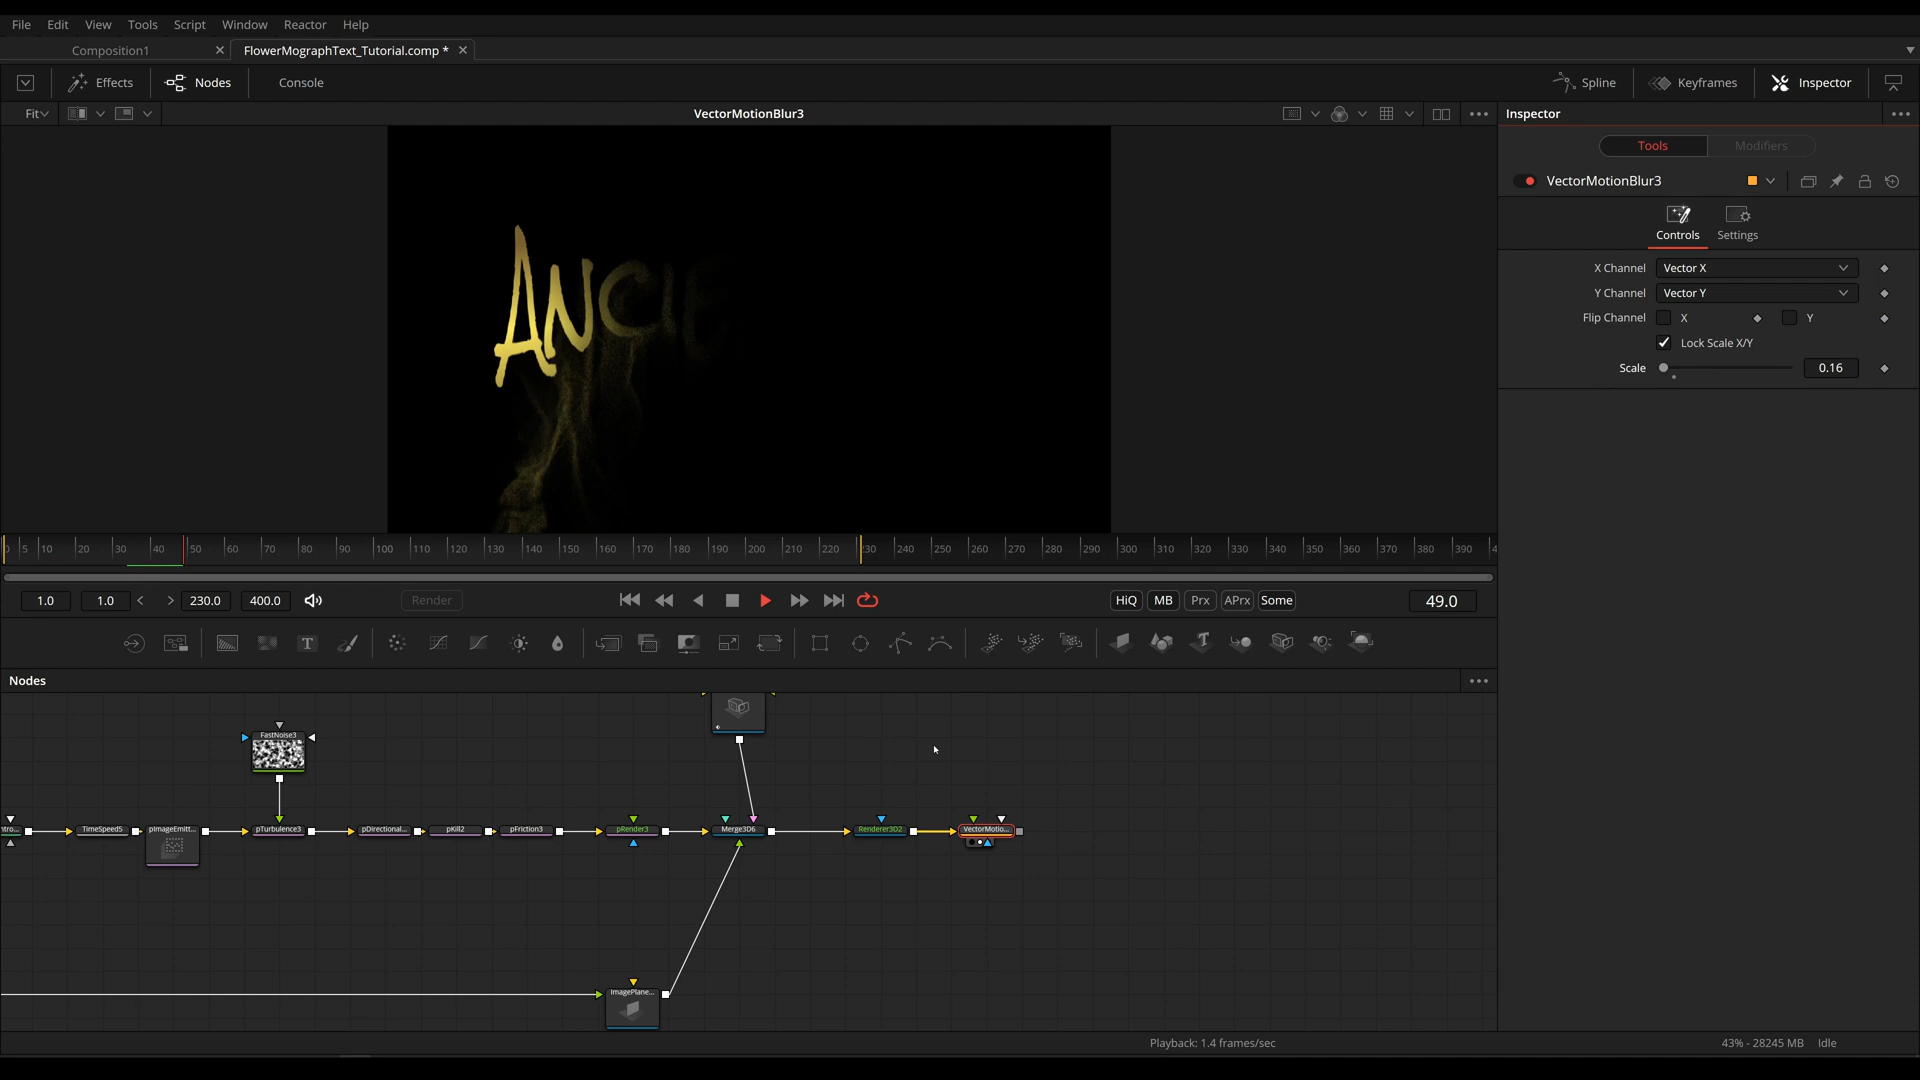 File Edit View Tools Script Window Reactor Help
Composition1 FlowerMographText_Tutorial.comp *
Effects Nodes Console Spline Keyframes Inspector
Fit VectorMotionBlur3 Inspector
Tools Modifiers
VectorMotionBlur3
Controls Settings
X Channel Vector X
Y Channel Vector Y
Flip Channel X Y
Lock Scale X/Y
Scale 0.16
ANCIE
0 5 10 20 30 40 50 60 70 80 90 100 110 120 130 140 150 160 170 180 190 200 210 220 230 240 250 260 270 280 290 300 310 320 330 340 350 360 370 380 390 4
1.0 1.0 < > 230.0 400.0 Render HiQ MB Prx APrx Some 49.0
Nodes
FastNoise3
ntro... TimeSpeed5 pImageEmitt... pTurbulence3 pDirectional... pKill2 pFriction3 pRender3 Merge3D6 Renderer3D2 VectorMotio...
ImagePlane...
Playback: 1.4 frames/sec 43% - 28245 MB Idle